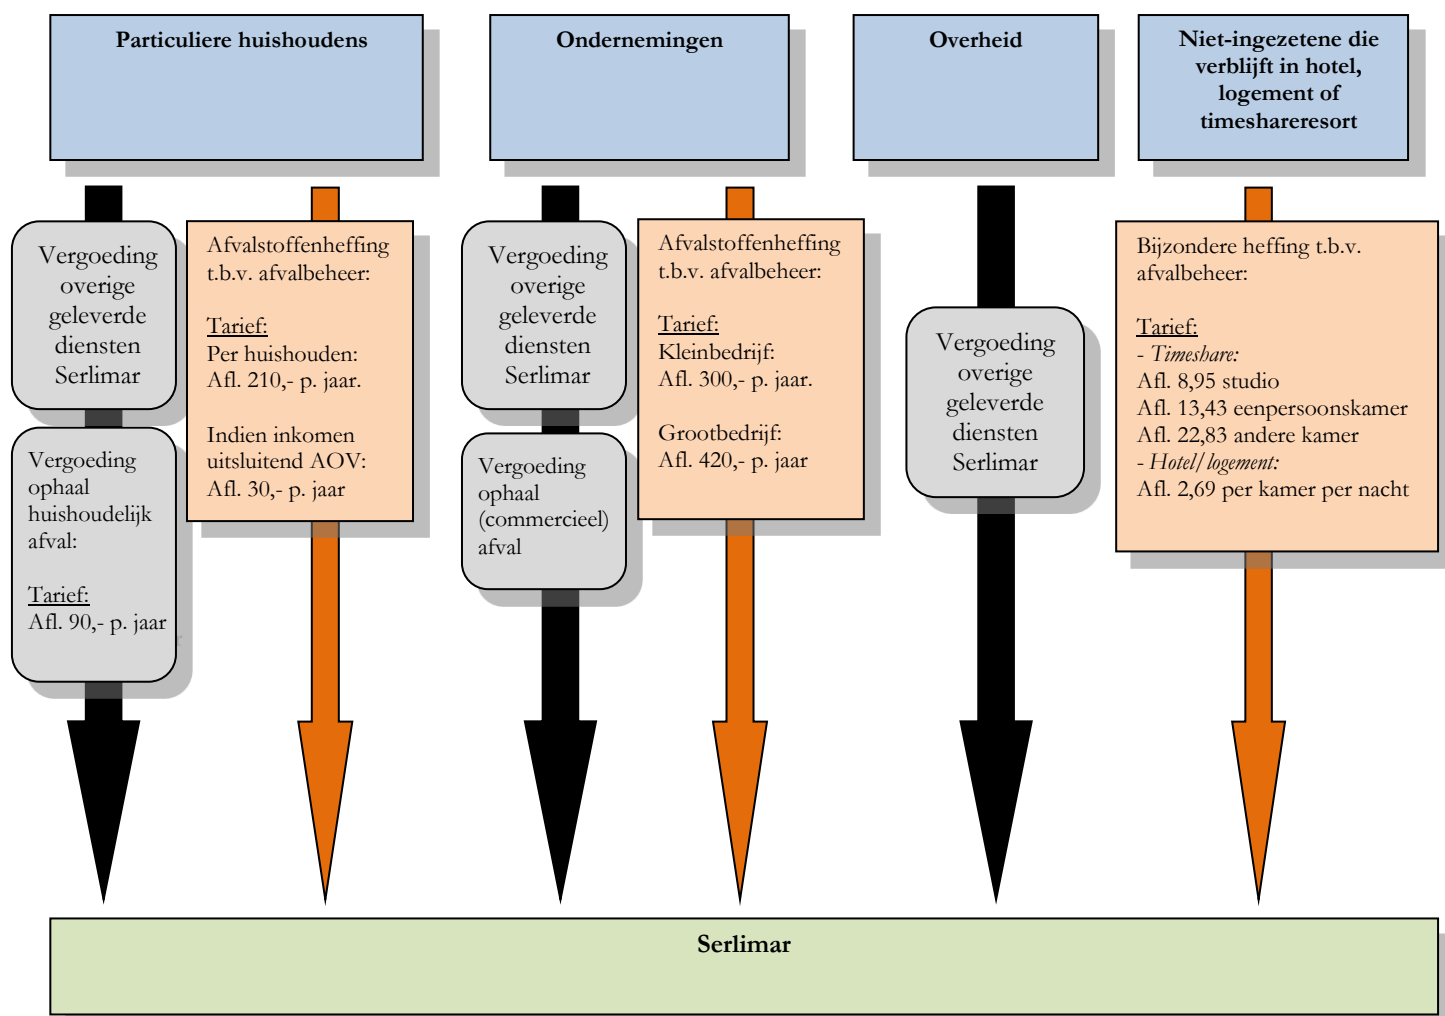 Particuliere huishoudens
Ondernemingen
Overheid
Niet-ingezetene die
verblijft in hotel,
logement of
timeshareresort
Vergoeding
overige
geleverde
diensten
Serlimar
Vergoeding
ophaal
huishoudelijk
afval:
Tarief:
Afl. 90,- p. jaar
Afvalstoffenheffing
t.b.v. afvalbeheer:
Tarief:
Per huishouden:
Afl. 210,- p. jaar.
Indien inkomen
uitsluitend AOV:
Afl. 30,- p. jaar
Vergoeding
overige
geleverde
diensten
Serlimar
Vergoeding
ophaal
(commercieel)
afval
Afvalstoffenheffing
t.b.v. afvalbeheer:
Tarief:
Kleinbedrijf:
Afl. 300,- p. jaar.
Grootbedrijf:
Afl. 420,- p. jaar
Vergoeding
overige
geleverde
diensten
Serlimar
Bijzondere heffing t.b.v.
afvalbeheer:
Tarief:
- Timeshare:
Afl. 8,95 studio
Afl. 13,43 eenpersoonskamer
Afl. 22,83 andere kamer
- Hotel/logement:
Afl. 2,69 per kamer per nacht
Serlimar